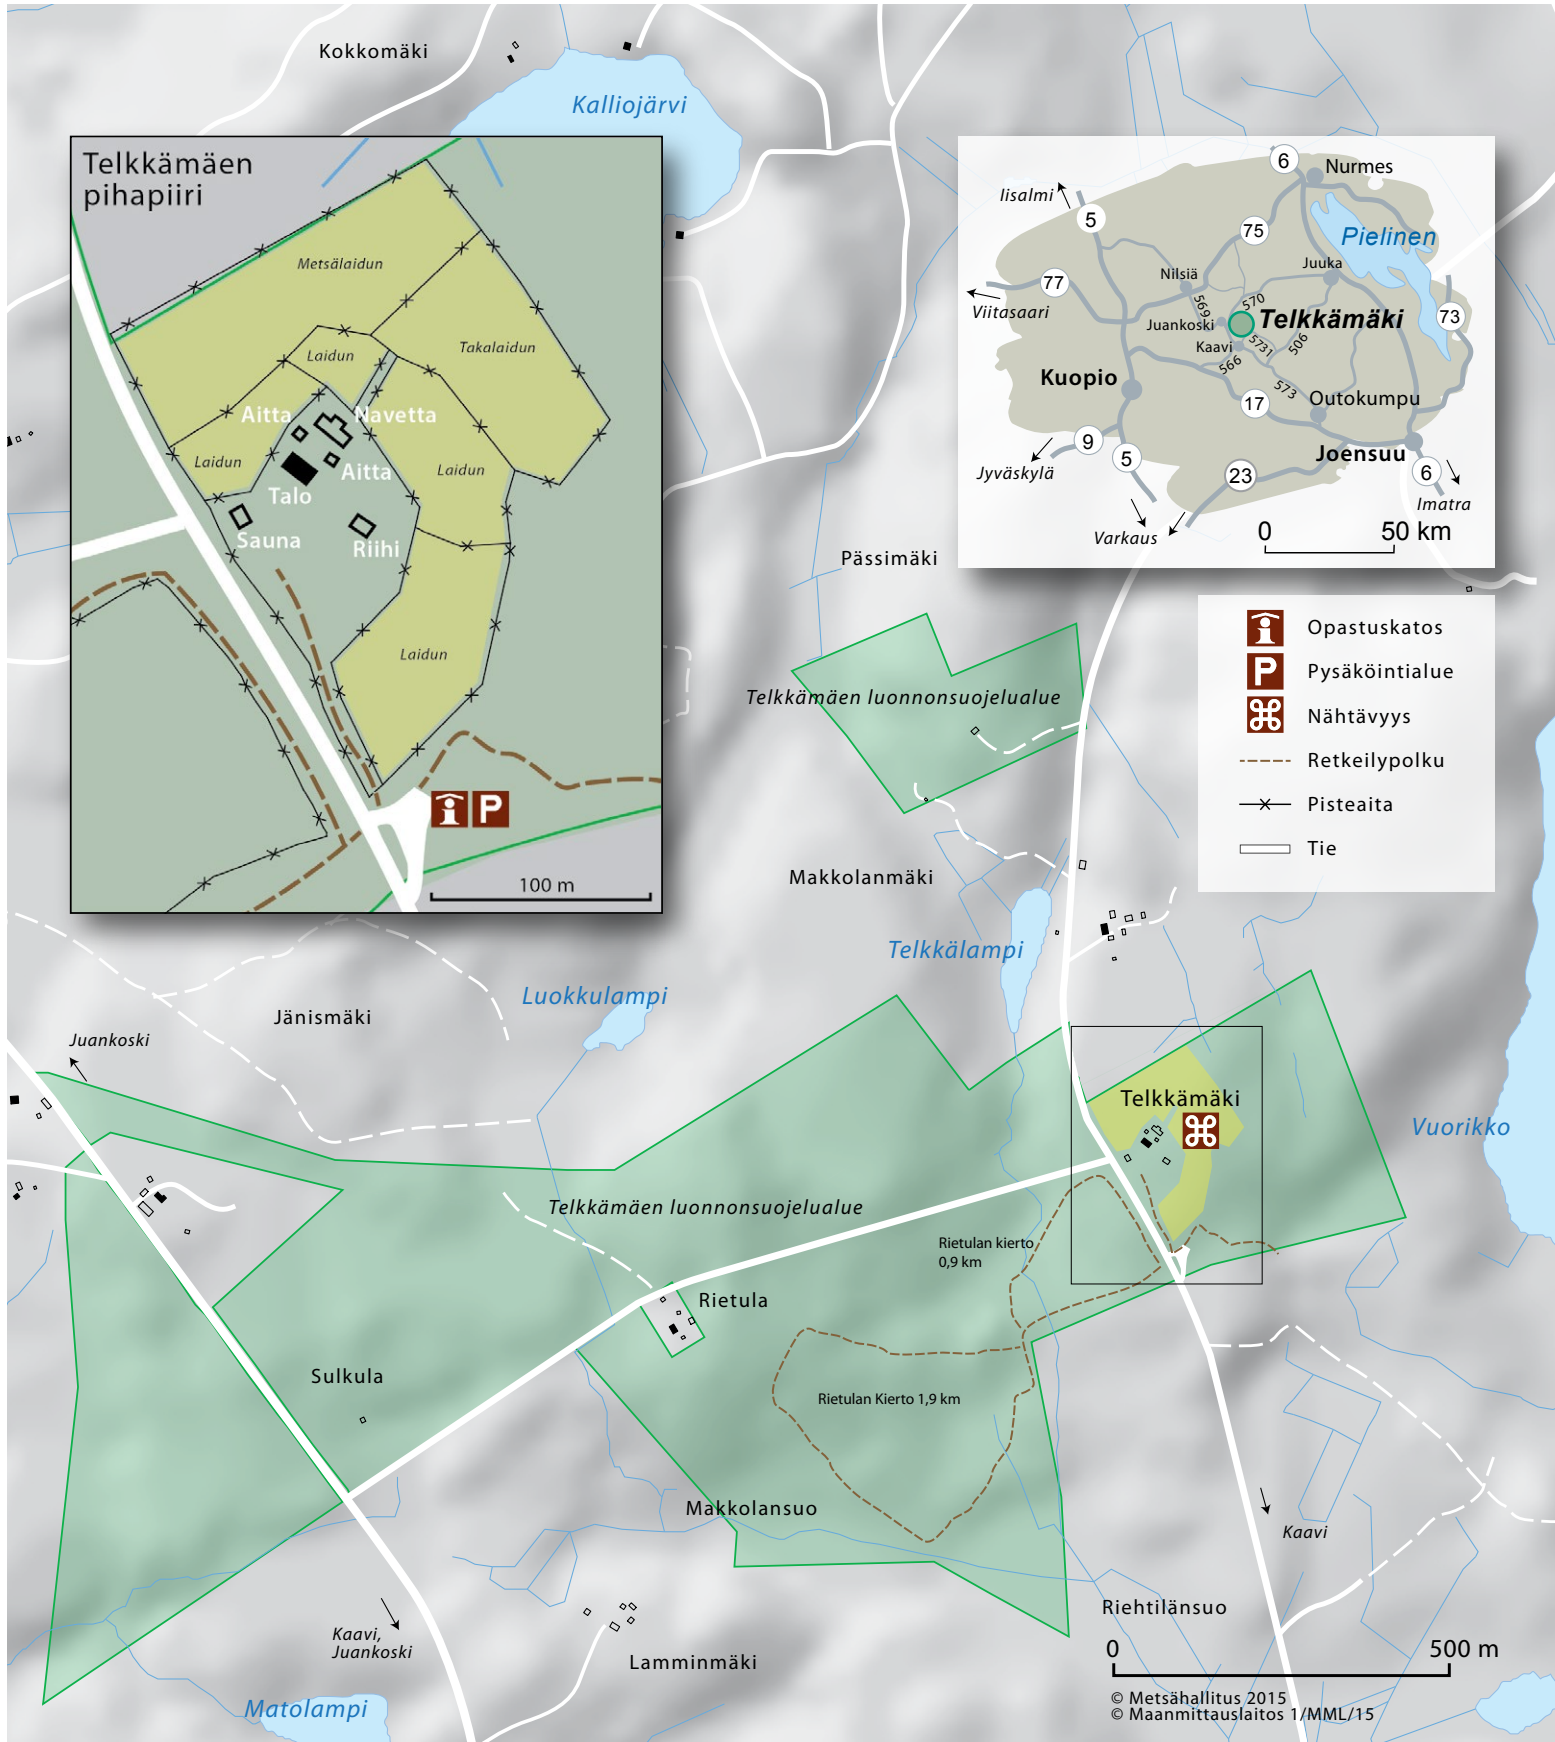 Kokkomäki
Kalliojärvi
Telkkämäen
pihapiiri
Metsälaidun
Laidun
Takalaidun
Aitta
Navetta
Laidun
Aitta
Laidun
Talo
Sauna
Riihi
Laidun
100 m
6
Nurmes
Iisalmi
5
75
Pielinen
Nilsiä
Juuka
77
Viitasaari
569
570
Juankoski
Telkkämäki
73
Kaavi
5731
506
566
Kuopio
573
17
Outokumpu
9
5
Joensuu
Jyväskylä
23
6
Imatra
Varkaus
0
50 km
Pässimäki
Opastuskatos
P
Pysäköintialue
Nähtävyys
Retkeilypolku
Pisteaita
Tie
P
Telkkämäen luonnonsuojelualue
Makkolanmäki
Telkkälampi
Luokkulampi
Jänismäki
Juankoski
Telkkämäki
Vuorikko
Telkkämäen luonnonsuojelualue
Rietulan kierto
0,9 km
Rietula
Sulkula
Rietulan Kierto 1,9 km
Makkolansuo
Kaavi
Riehtilänsuo
Kaavi,
Juankoski
Lamminmäki
0
500 m
Matolampi
© Metsähallitus 2015
© Maanmittauslaitos 1/MML/15